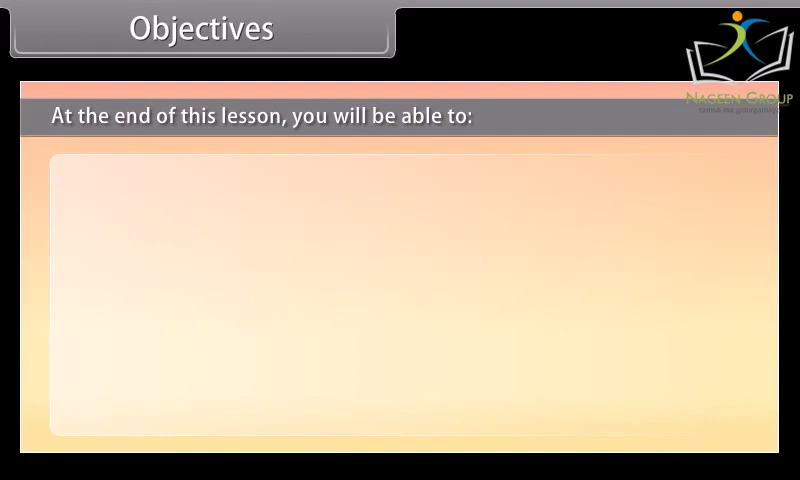 Objectives
NAGEEN GROUP
At the end of this lesson, you will be able to: